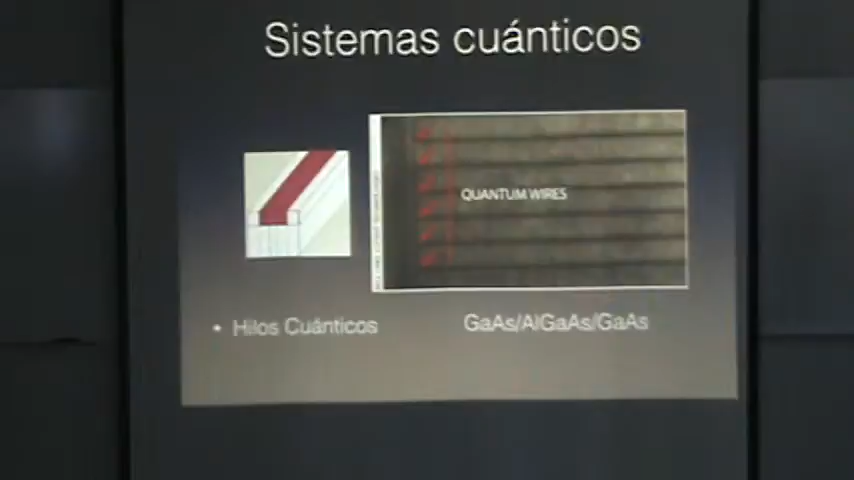 Sistemas cuánticos
QUANTUM WIRES
• Hilos Cuánticos
GaAs/AlGaAs/GaAs